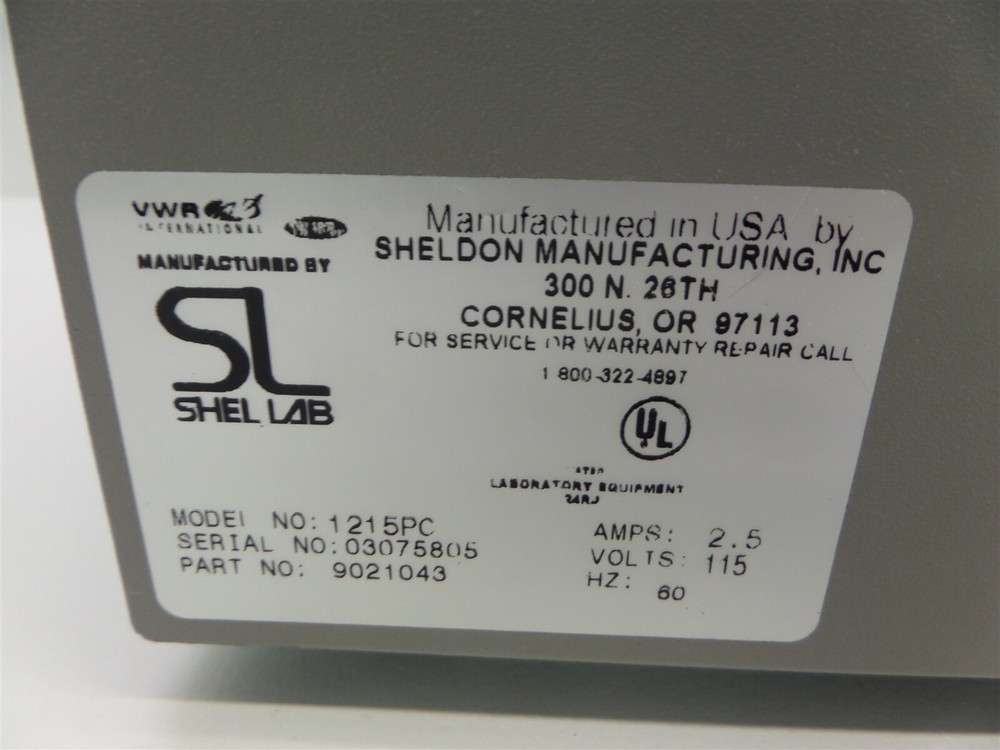 VWR
INTERNATIONAL
MANUFACTURED BY
SL
SHEL LAB
Manufactured in USA by
SHELDON MANUFACTURING, INC
300 N. 26TH
CORNELIUS, OR 97113
FOR SERVICE OR WARRANTY REPAIR CALL
1 800-322-4897
UL
LABORATORY EQUIPMENT
24RJ
MODEL NO: 1215PC
SERIAL NO: 03075805
PART NO: 9021043
AMPS: 2.5
VOLTS: 115
HZ: 60